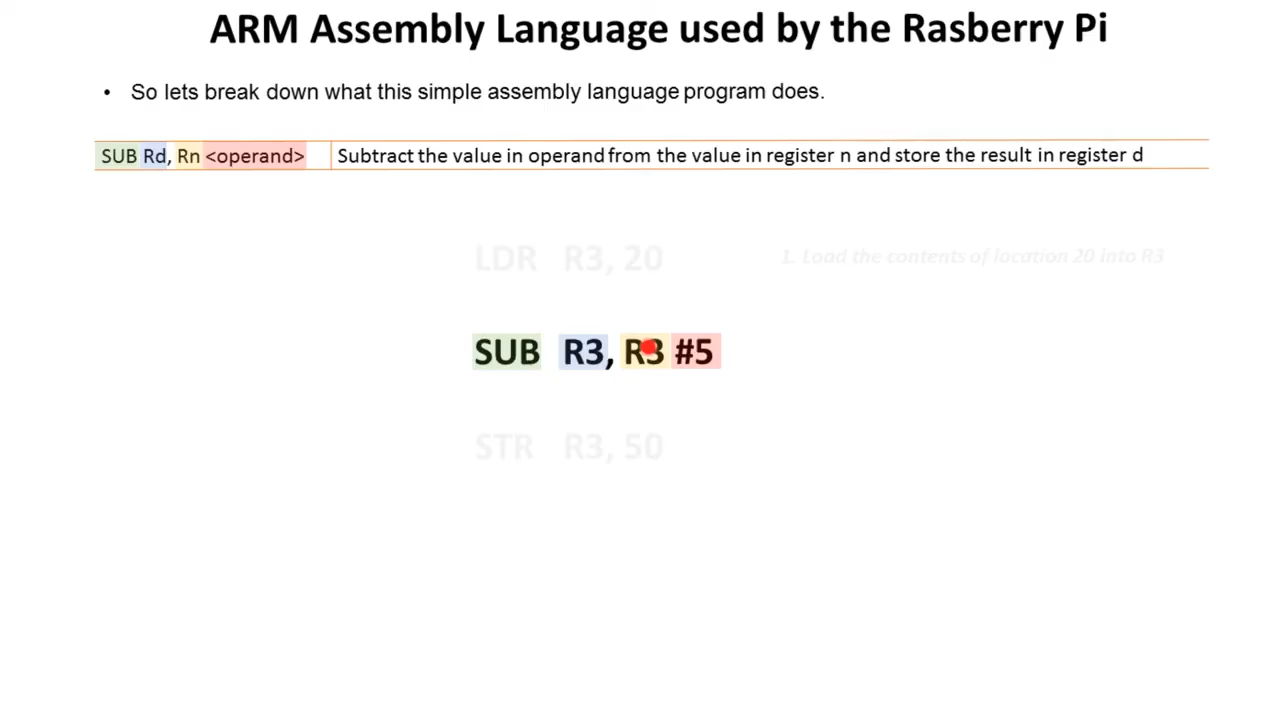 ARM Assembly Language used by the Rasberry Pi
• So lets break down what this simple assembly language program does.
SUB Rd, Rn <operand> Subtract the value in operand from the value in register n and store the result in register d
LDR R3, 20 1. Load the contents of location 20 into R3
SUB R3, R3 #5
STR R3, 50